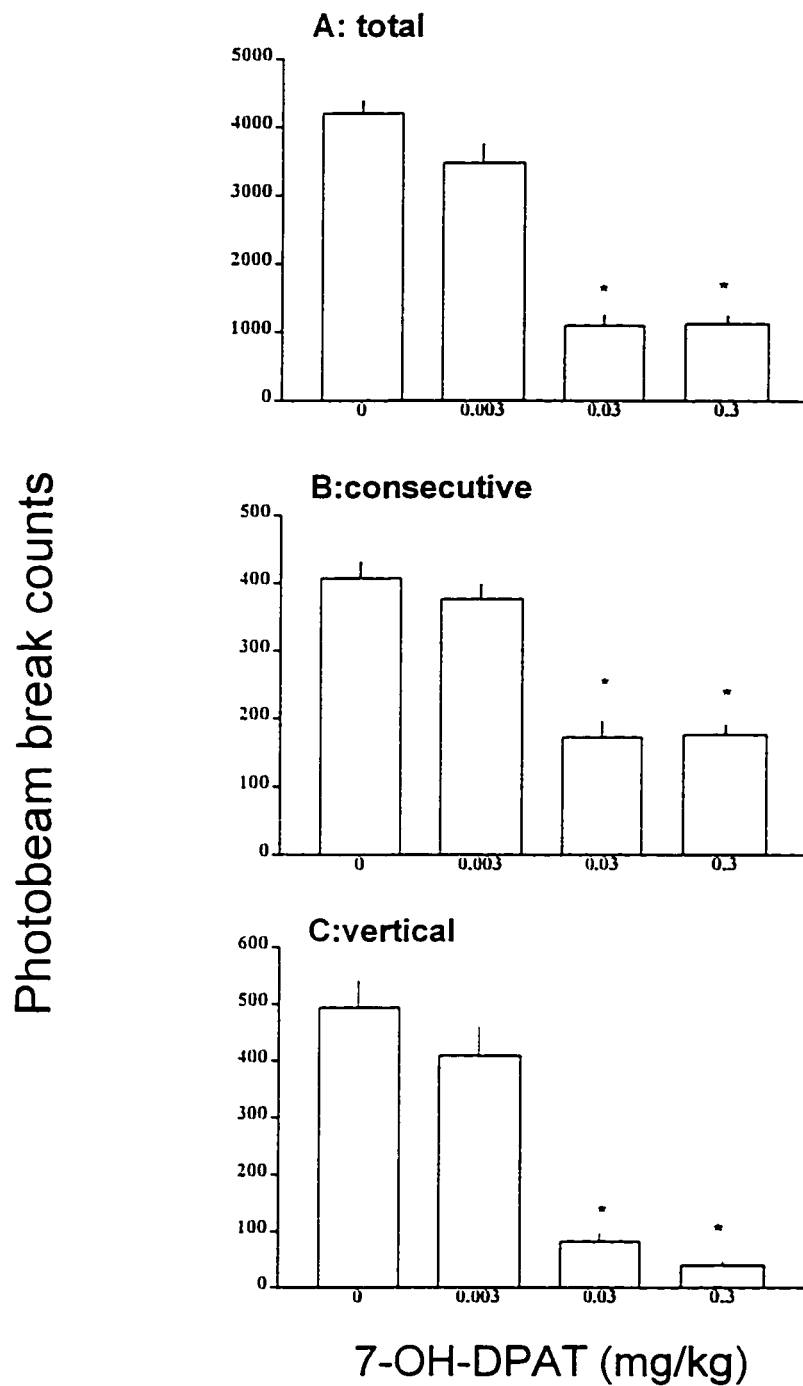 A: total
5000
4000
3000
2000
1000
0
* *
0 0.003 0.03 0.3
B:consecutive
500
400
300
200
100
0
* *
0 0.003 0.03 0.3
C:vertical
600
500
400
300
200
100
0
* *
0 0.003 0.03 0.3
Photobeam break counts
7-OH-DPAT (mg/kg)